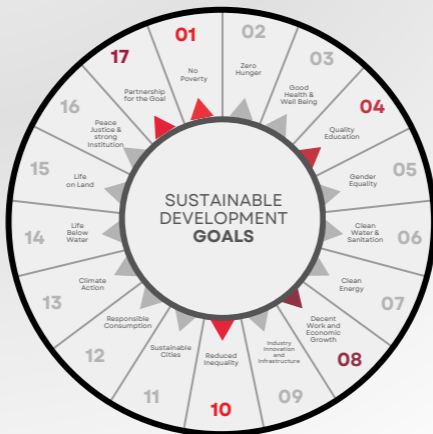 01
No
Poverty
02
Zero
Hunger
03
Good
Health &
Well Being
04
Quality
Education
05
Gender
Equality
06
Clean
Water &
Sanitation
07
Clean
Energy
08
Decent
Work and
Economic
Growth
09
Industry
Innovation
and
Infrastructure
10
Reduced
Inequality
11
Sustainable
Cities
12
Responsible
Consumption
13
Climate
Action
14
Life
Below
Water
15
Life
on Land
16
Peace
Justice &
strong
Institution
17
Partnership
for the Goal
SUSTAINABLE
DEVELOPMENT
GOALS